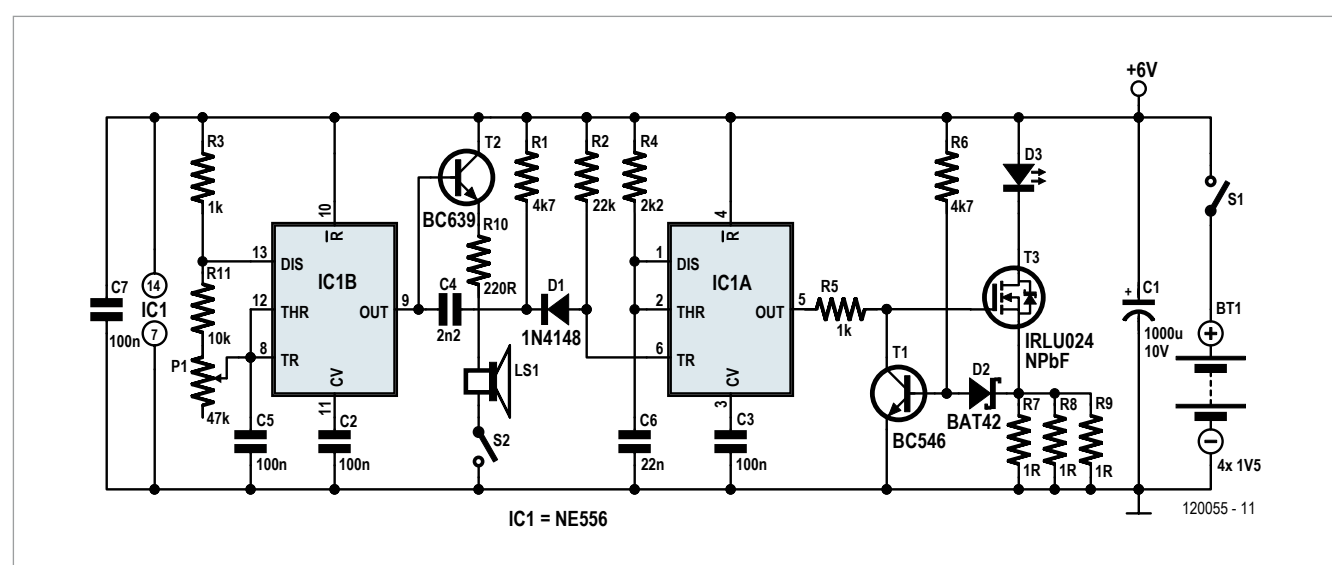 +6V
R3
1k
T2
BC639
R1
4k7
R2
22k
R4
2k2
R6
4k7
D3
S1
C7
100n
14
IC1
7
R11
10k
P1
47k
10
R
13
DIS
12
THR
8
TR
IC1B
OUT
9
CV
11
R10
220R
C4
2n2
D1
1N4148
LS1
S2
C5
100n
C2
100n
4
R
1
DIS
2
THR
6
TR
IC1A
OUT
5
CV
3
C6
22n
C3
100n
R5
1k
T1
BC546
T3
IRLU024
NPbF
D2
BAT42
R7
1R
R8
1R
R9
1R
+
C1
1000u
10V
BT1
+
−
4x 1V5
IC1 = NE556
120055 - 11